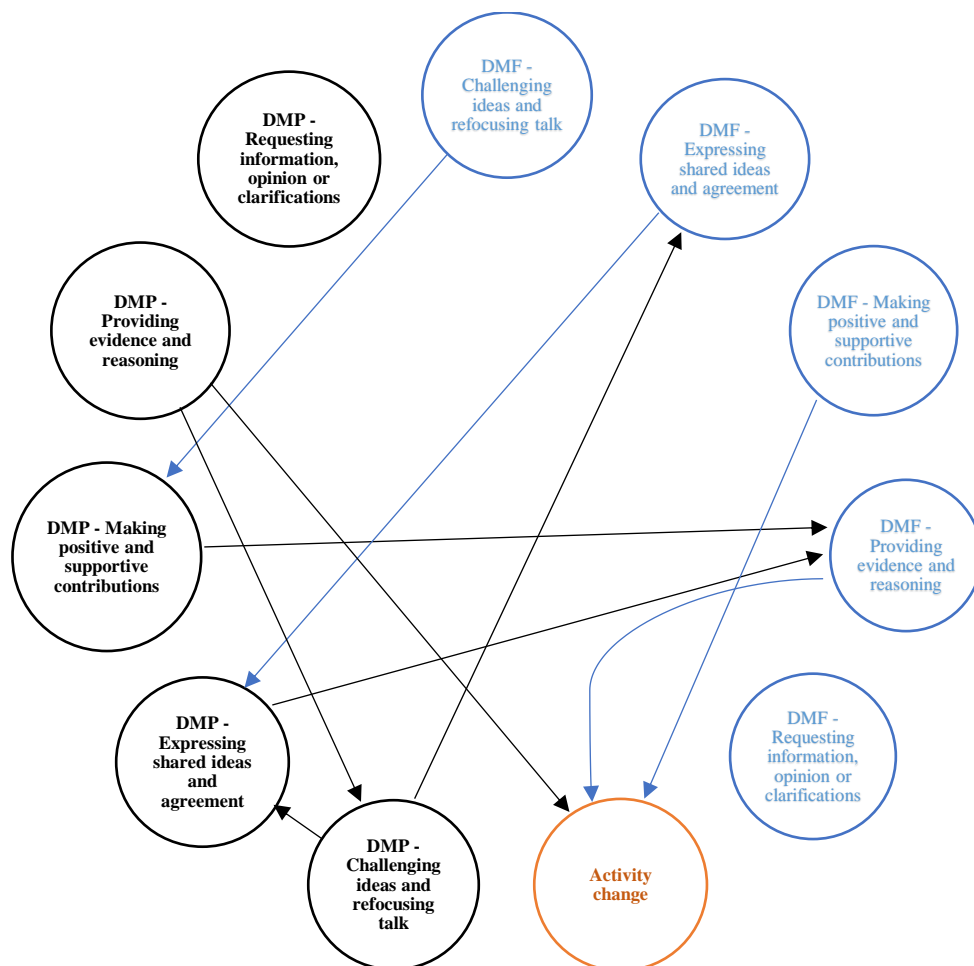 DMF -
Challenging
ideas and
refocusing talk
DMP -
Requesting
information,
opinion or
clarifications
DMF -
Expressing
shared ideas
and agreement
DMP -
Providing
evidence and
reasoning
DMF - Making
positive and
supportive
contributions
DMP - Making
positive and
supportive
contributions
DMF -
Providing
evidence and
reasoning
DMP -
Expressing
shared ideas
and
agreement
DMF -
Requesting
information,
opinion or
clarifications
DMP -
Challenging
ideas and
refocusing
talk
Activity
change